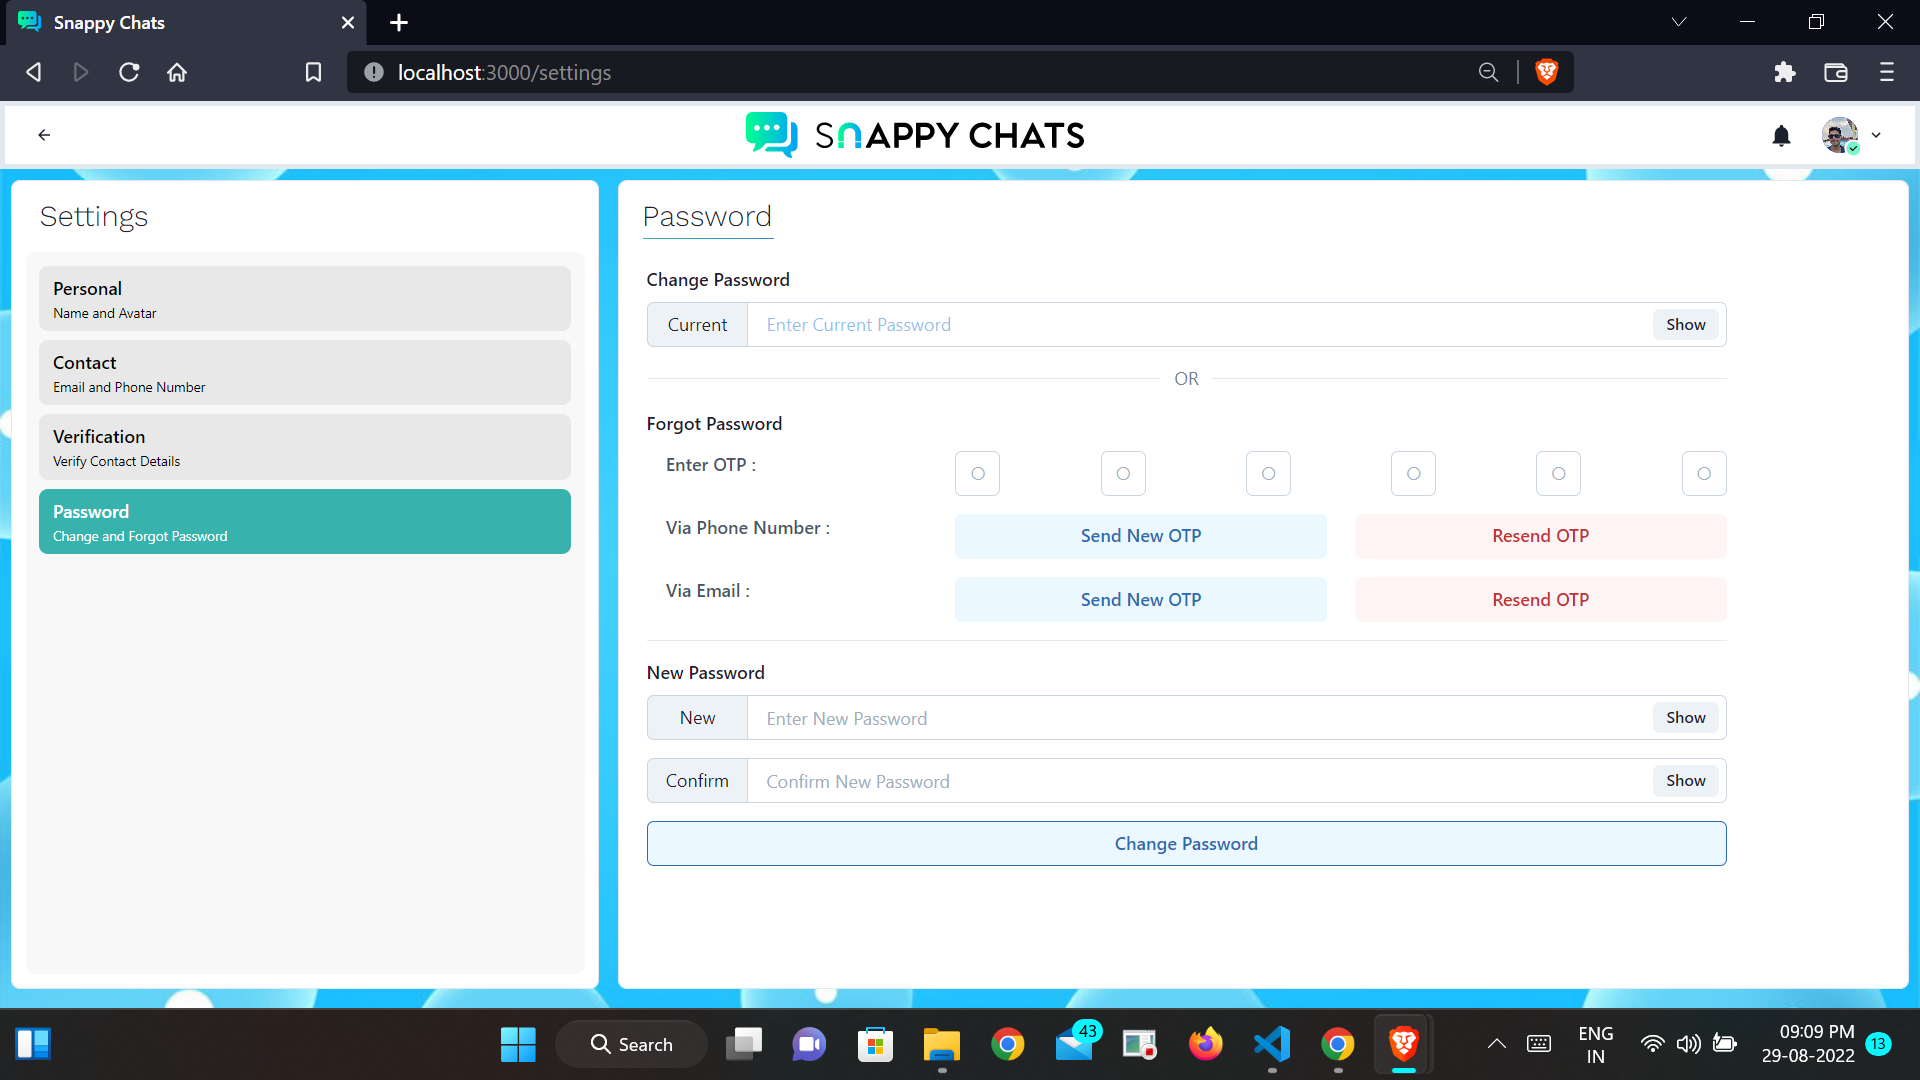 Snappy Chats
localhost:3000/settings
SNAPPY CHATS
Settings
Personal
Name and Avatar
Contact
Email and Phone Number
Verification
Verify Contact Details
Password
Change and Forgot Password
Password
Change Password
Current Enter Current Password Show
OR
Forgot Password
Enter OTP :
Via Phone Number : Send New OTP Resend OTP
Via Email : Send New OTP Resend OTP
New Password
New Enter New Password Show
Confirm Confirm New Password Show
Change Password
Search
43
ENG
IN
09:09 PM
29-08-2022
13